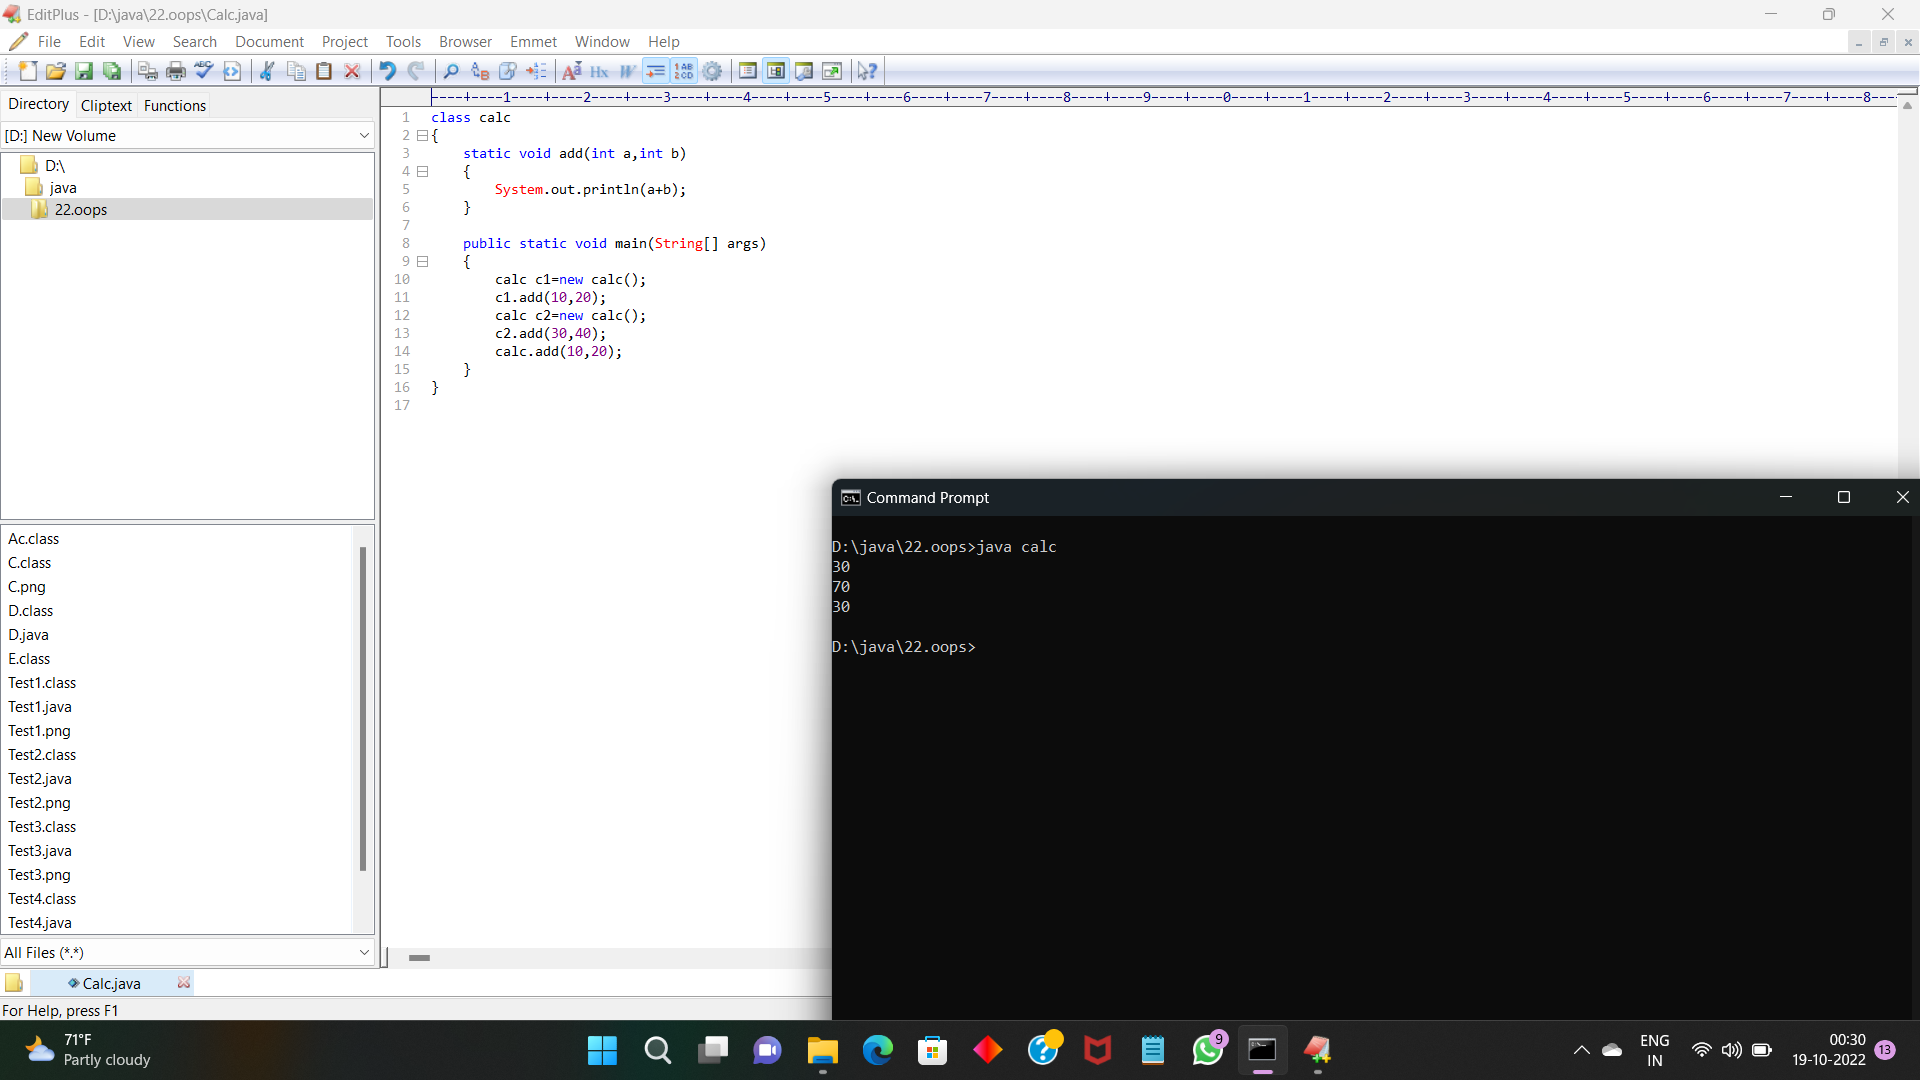 EditPlus - [D:\java\22.oops\Calc.java]
File Edit View Search Document Project Tools Browser Emmet Window Help
Directory Cliptext Functions
[D:] New Volume
D:\
java
22.oops
Ac.class
C.class
C.png
D.class
D.java
E.class
Test1.class
Test1.java
Test1.png
Test2.class
Test2.java
Test2.png
Test3.class
Test3.java
Test3.png
Test4.class
Test4.java
All Files (*.*)
----+----1----+----2----+----3----+----4----+----5----+----6----+----7----+----8----+----9----+----0----+----1----+----2----+----3----+----4----+----5----+----6----+----7----+----8----
1 class calc
2 {
3 static void add(int a,int b)
4 {
5 System.out.println(a+b);
6 }
7
8 public static void main(String[] args)
9 {
10 calc c1=new calc();
11 c1.add(10,20);
12 calc c2=new calc();
13 c2.add(30,40);
14 calc.add(10,20);
15 }
16 }
17
Command Prompt
D:\java\22.oops>java calc
30
70
30
D:\java\22.oops>
Calc.java
For Help, press F1
71°F
Partly cloudy
9
ENG
IN
00:30
19-10-2022
13